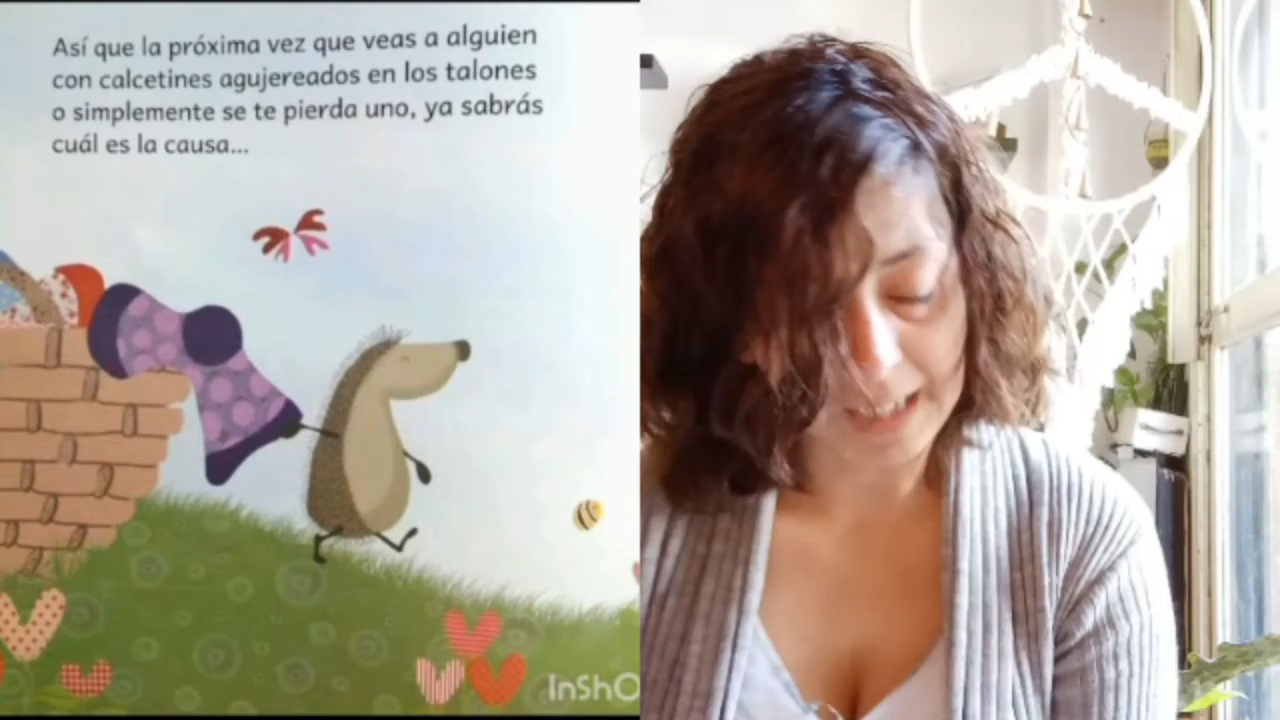 Así que la próxima vez que veas a alguien
con calcetines agujereados en los talones
o simplemente se te pierda uno, ya sabrás
cuál es la causa...